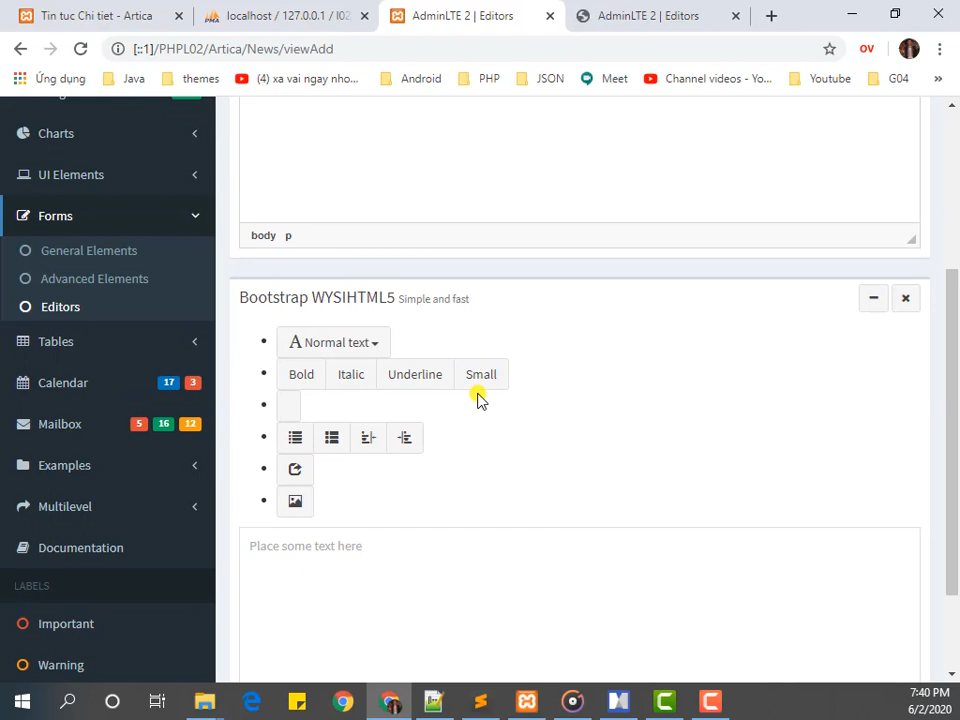 Tin tuc Chi tiet - Artica
localhost / 127.0.0.1 / l02
AdminLTE 2 | Editors
AdminLTE 2 | Editors
[::1]/PHPL02/Artica/News/viewAdd
OV
Ứng dụng
Java
themes
(4) xa vai ngay nho...
Android
PHP
JSON
Meet
Channel videos - Yo...
Youtube
G04
»
Charts
UI Elements
Forms
General Elements
Advanced Elements
Editors
Tables
Calendar 17 3
Mailbox 5 16 12
Examples
Multilevel
Documentation
LABELS
Important
Warning
body p
Bootstrap WYSIHTML5 Simple and fast
A Normal text
Bold Italic Underline Small
Place some text here
7:40 PM
6/2/2020